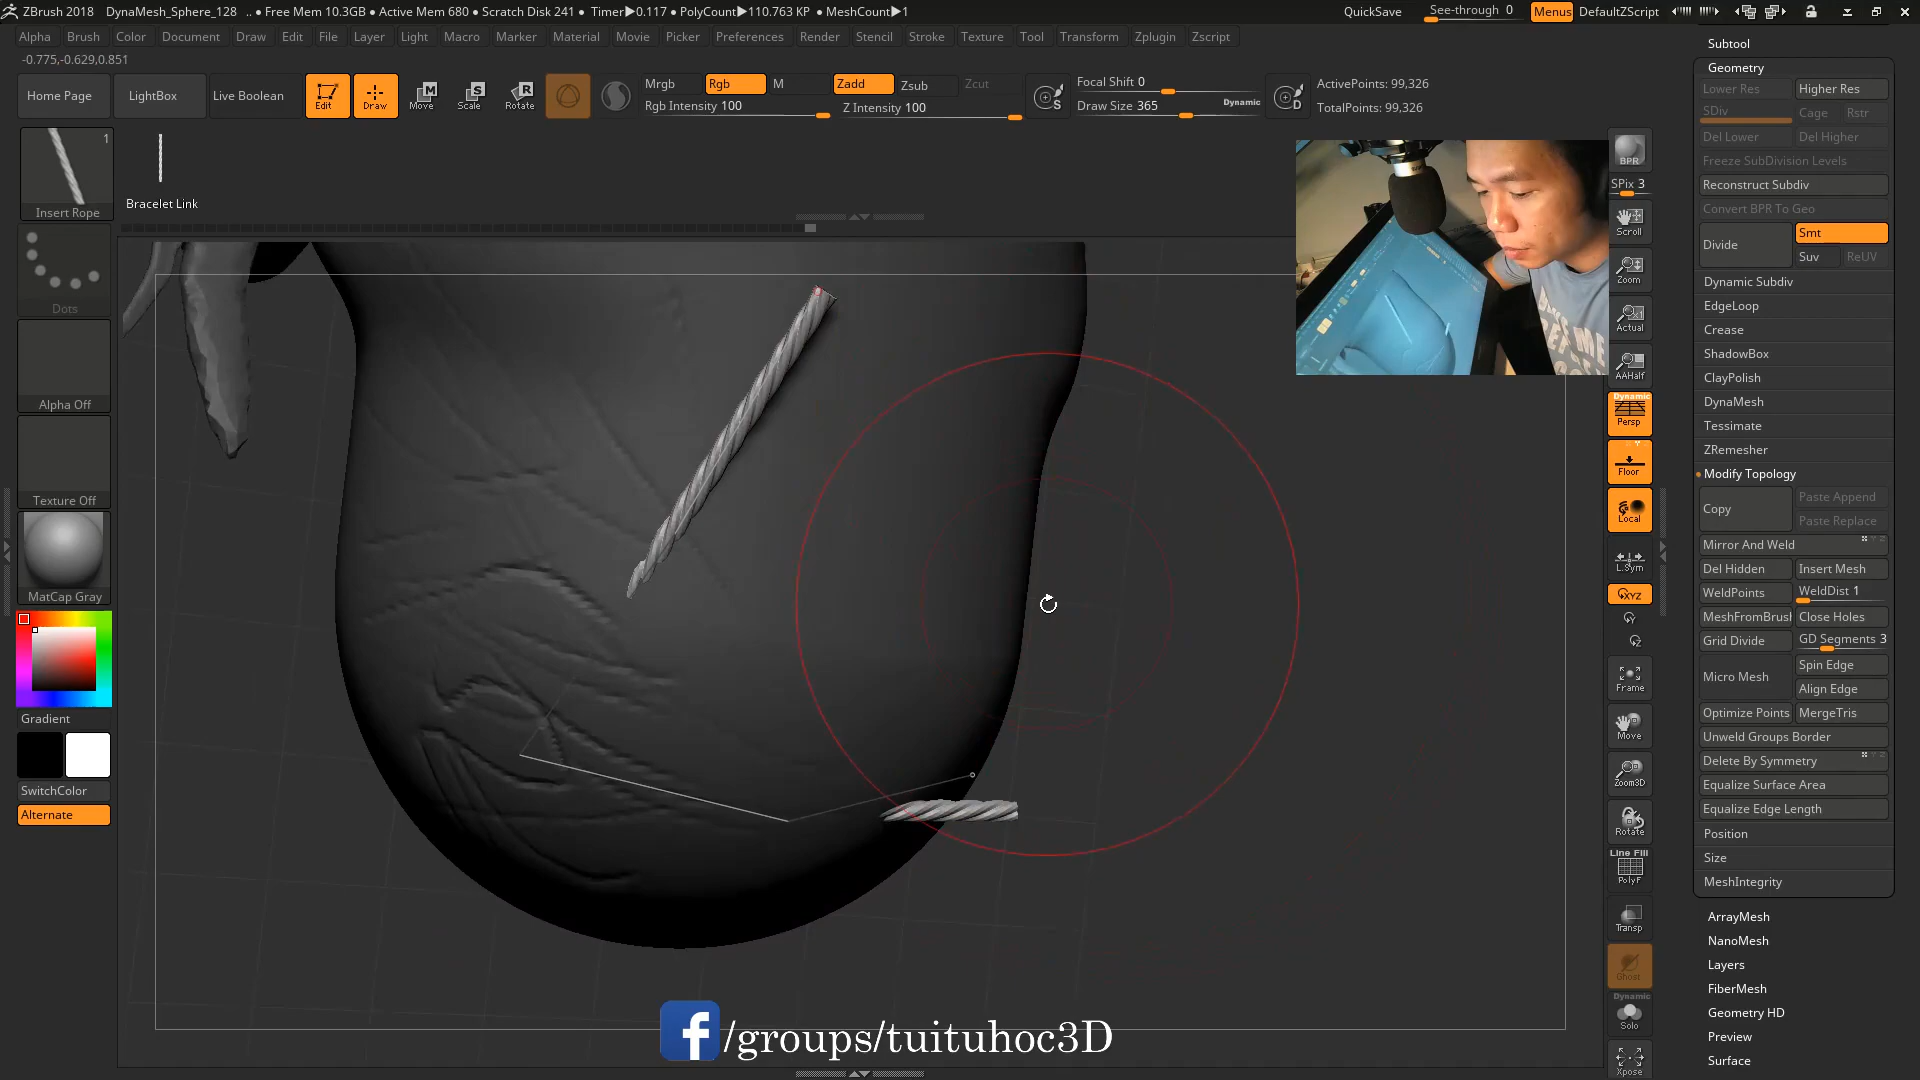 ZBrush 2018 DynaMesh_Sphere_128 .. • Free Mem 10.3GB • Active Mem 680 • Scratch Disk 241 • Timer▶0.117 • PolyCount▶110.763 KP • MeshCount▶1 QuickSave See-through 0 Menus DefaultZScript
Alpha Brush Color Document Draw Edit File Layer Light Macro Marker Material Movie Picker Preferences Render Stencil Stroke Texture Tool Transform Zplugin Zscript
-0.775,-0.629,0.851
Home Page LightBox Live Boolean Edit Draw Move Scale Rotate
Mrgb Rgb M Zadd Zsub Zcut
Rgb Intensity 100 Z Intensity 100
S Focal Shift 0
Draw Size 365 Dynamic D
ActivePoints: 99,326
TotalPoints: 99,326
1
Insert Rope
Bracelet Link
Dots
Alpha Off
Texture Off
MatCap Gray
Gradient
SwitchColor
Alternate
/groups/tuituhoc3D
BPR
SPix 3
Scroll
Zoom
Actual
AAHalf
Dynamic
Persp
Floor
Local
L.Sym
XYZ
Y
Z
Frame
Move
Zoom3D
Rotate
Line Fill
PolyF
Transp
Ghost
Dynamic
Solo
Xpose
Subtool
Geometry
Lower Res Higher Res
SDiv Cage Rstr
Del Lower Del Higher
Freeze SubDivision Levels
Reconstruct Subdiv
Convert BPR To Geo
Divide Smt
Suv ReUV
Dynamic Subdiv
EdgeLoop
Crease
ShadowBox
ClayPolish
DynaMesh
Tessimate
ZRemesher
Modify Topology
Copy Paste Append
Paste Replace
Mirror And Weld
Del Hidden Insert Mesh
WeldPoints WeldDist 1
MeshFromBrusl Close Holes
Grid Divide GD Segments 3
Micro Mesh Spin Edge
Align Edge
Optimize Points MergeTris
Unweld Groups Border
Delete By Symmetry
Equalize Surface Area
Equalize Edge Length
Position
Size
MeshIntegrity
ArrayMesh
NanoMesh
Layers
FiberMesh
Geometry HD
Preview
Surface